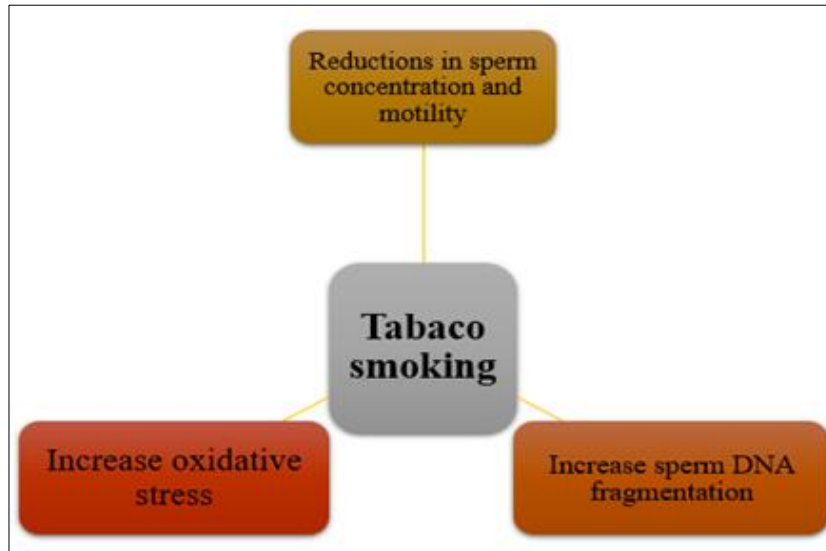 Reductions in sperm
concentration and
motility
Tabaco
smoking
Increase oxidative
stress
Increase sperm DNA
fragmentation